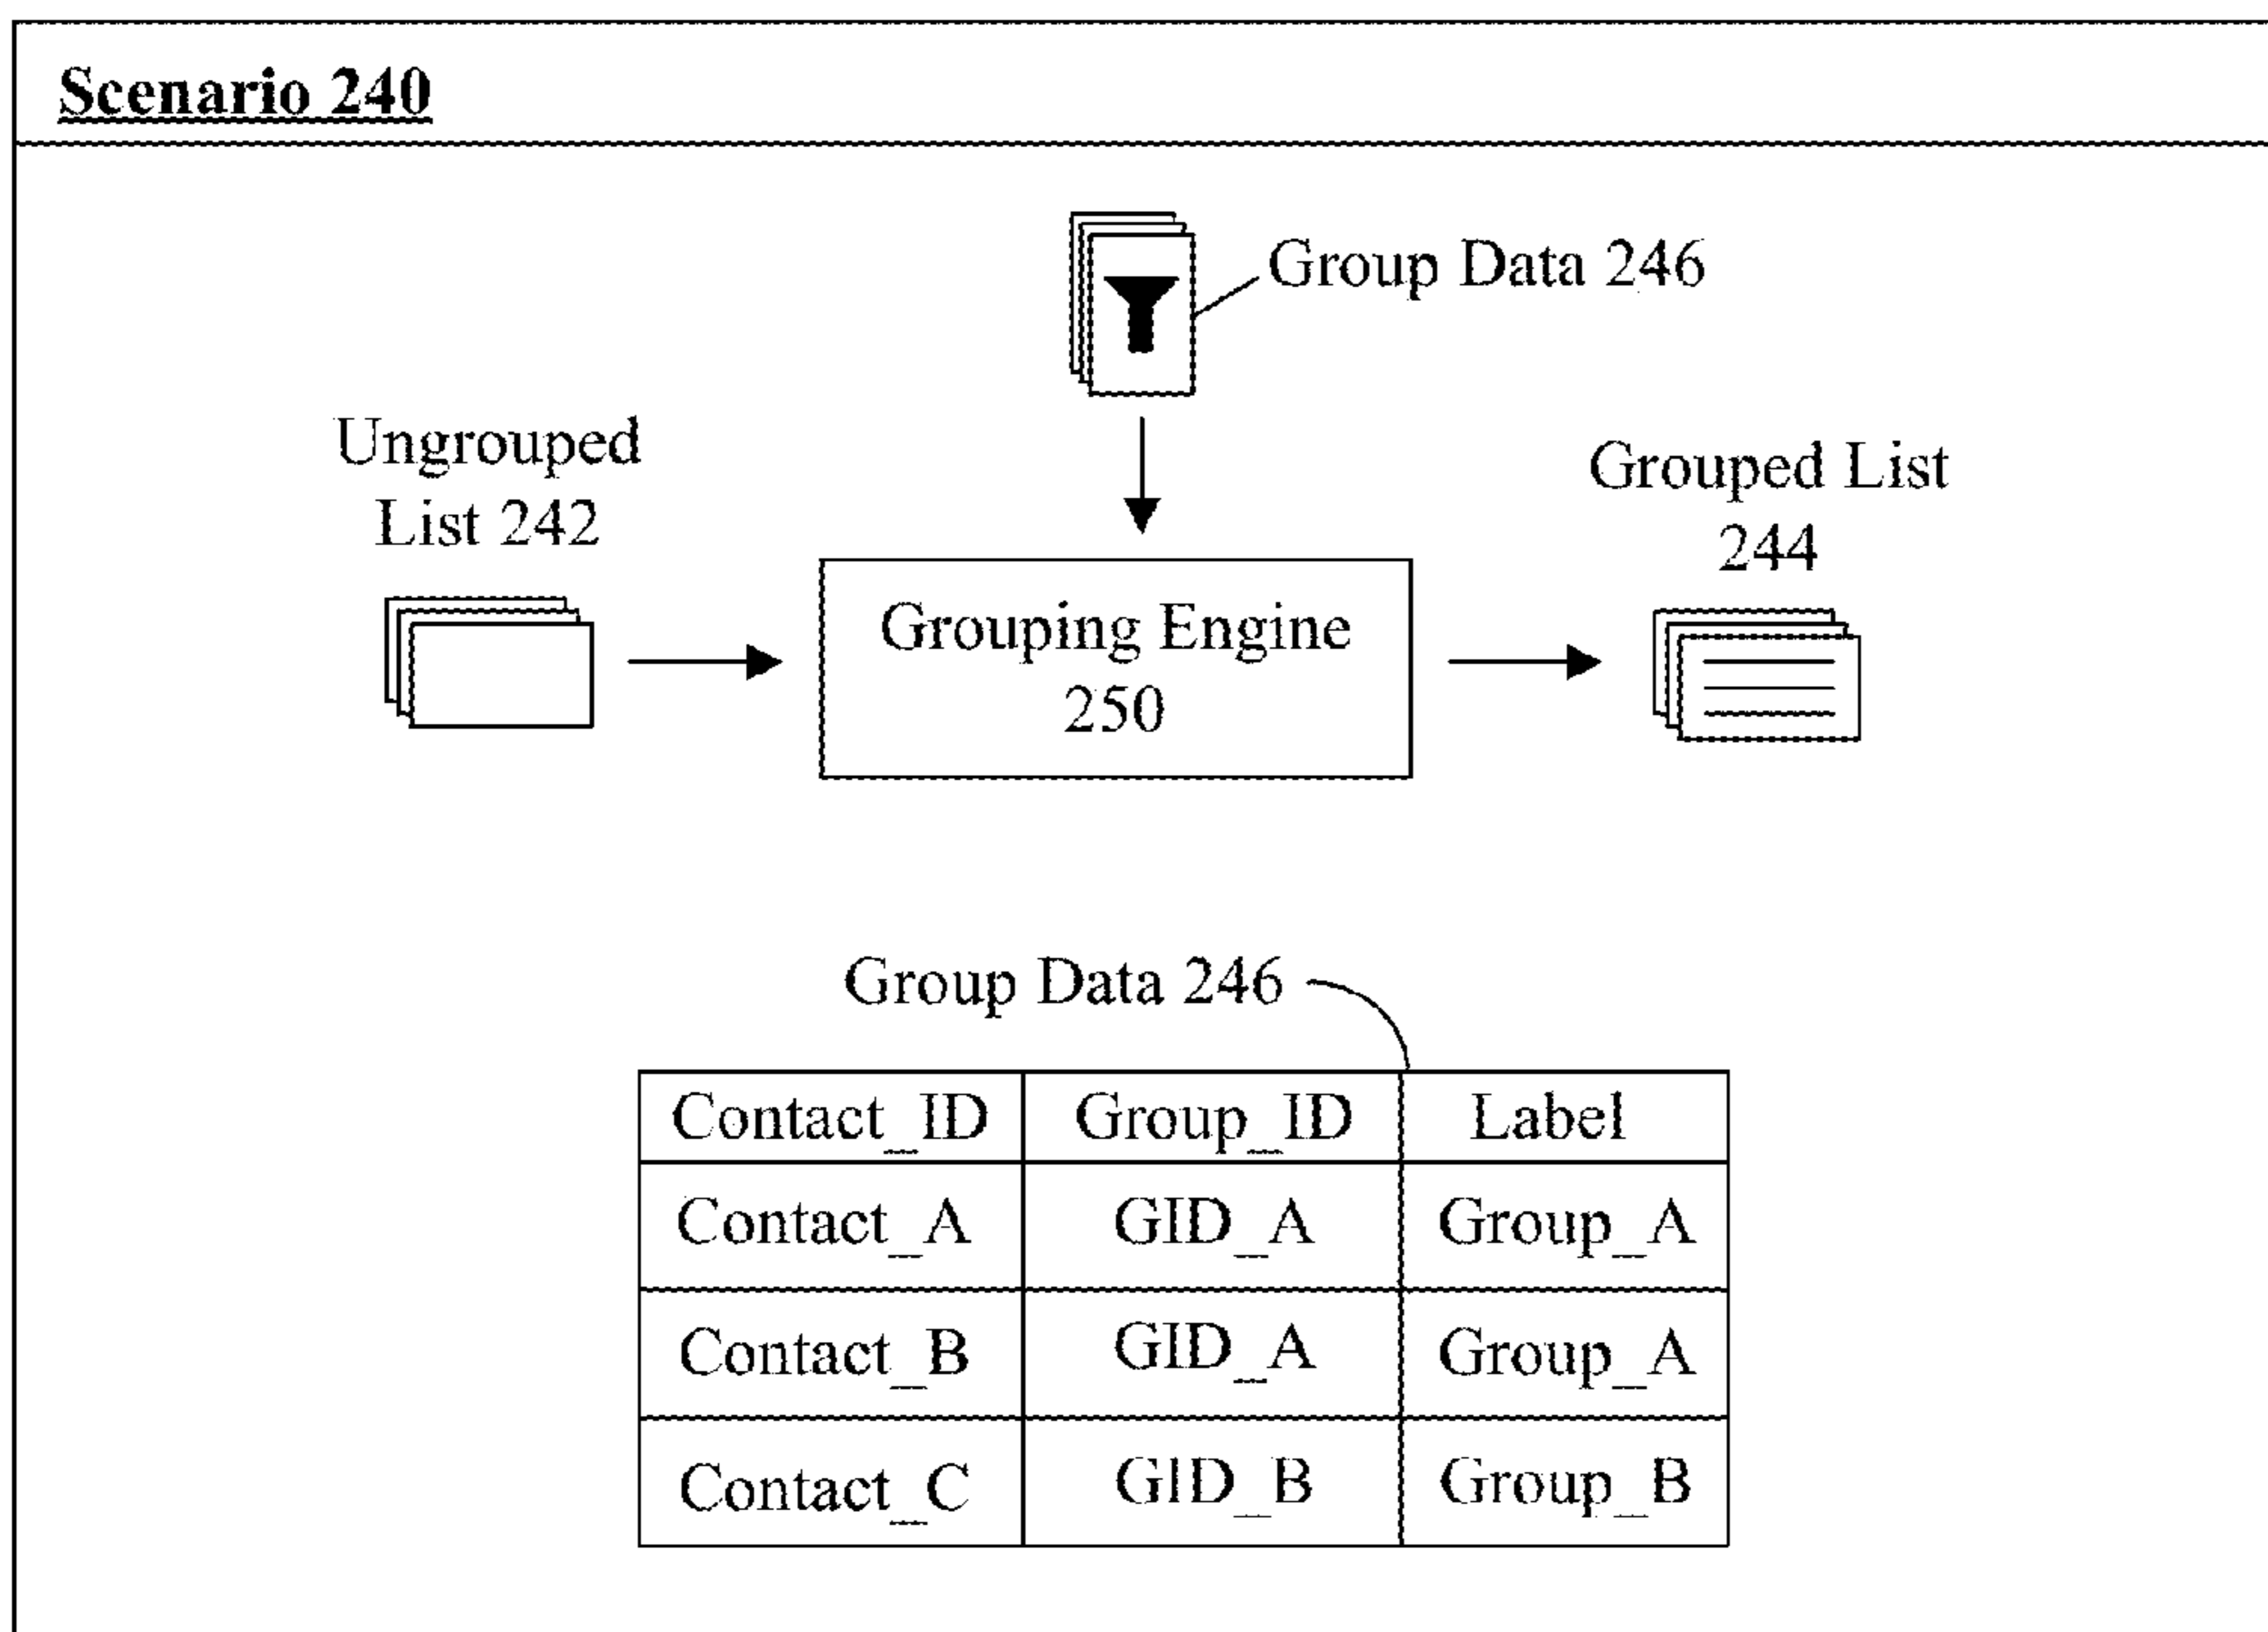 Scenario 240
Group Data 246
Ungrouped
List 242
Grouped List
244
Grouping Engine
250
Group Data 246
Contact_ID Group_ID Label
Contact_A GID_A Group_A
Contact_B GID_A Group_A
Contact_C GID_B Group_B